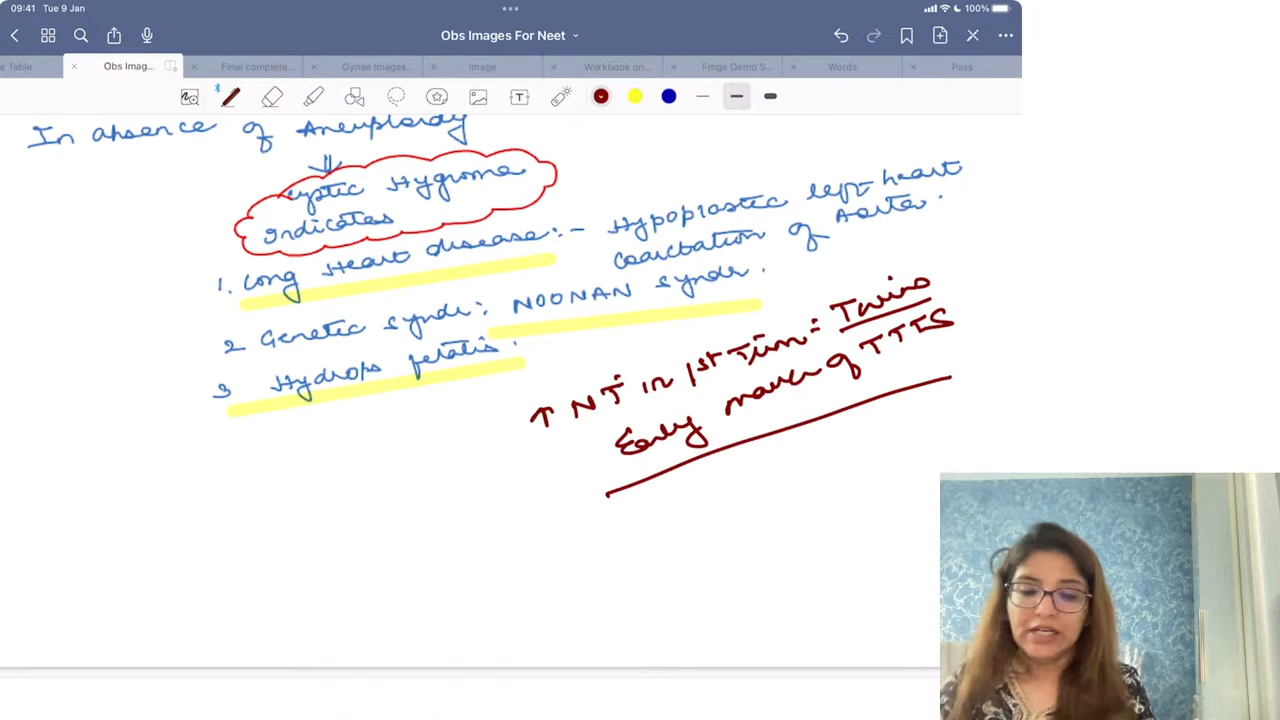 09:41 Tue 9 Jan
100%
Obs Images For Neet
e Table
Obs Imag...
Final complete...
Gynae Images...
Image
Workbook on...
Fmge Demo S...
Words
Pass
In absence of Aneuploidy
cystic Hygroma
indicates
1. Cong Heart disease:- Hypoplastic left heart
coarctation of Aorta.
2 Genetic syndr: NOONAN syndr.
3 Hydrops fetalis.
↑ NT in 1st Trim = Twins
Early marker of TTTS